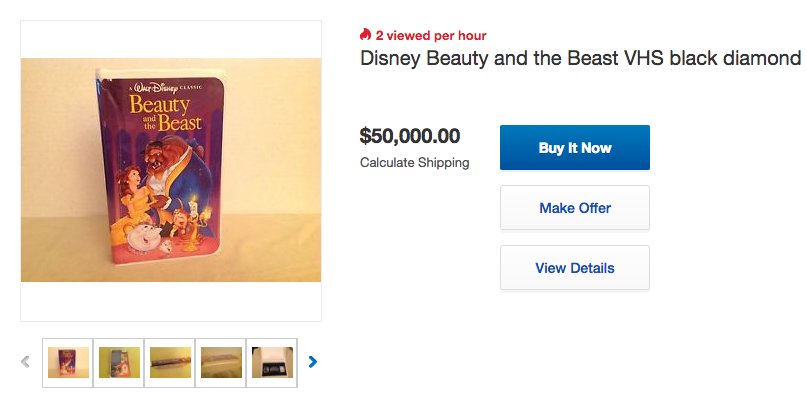 2 viewed per hour
Disney Beauty and the Beast VHS black diamond
A Walt Disney CLASSIC
Beauty
and
the Beast
$50,000.00
Buy It Now
Calculate Shipping
Make Offer
View Details